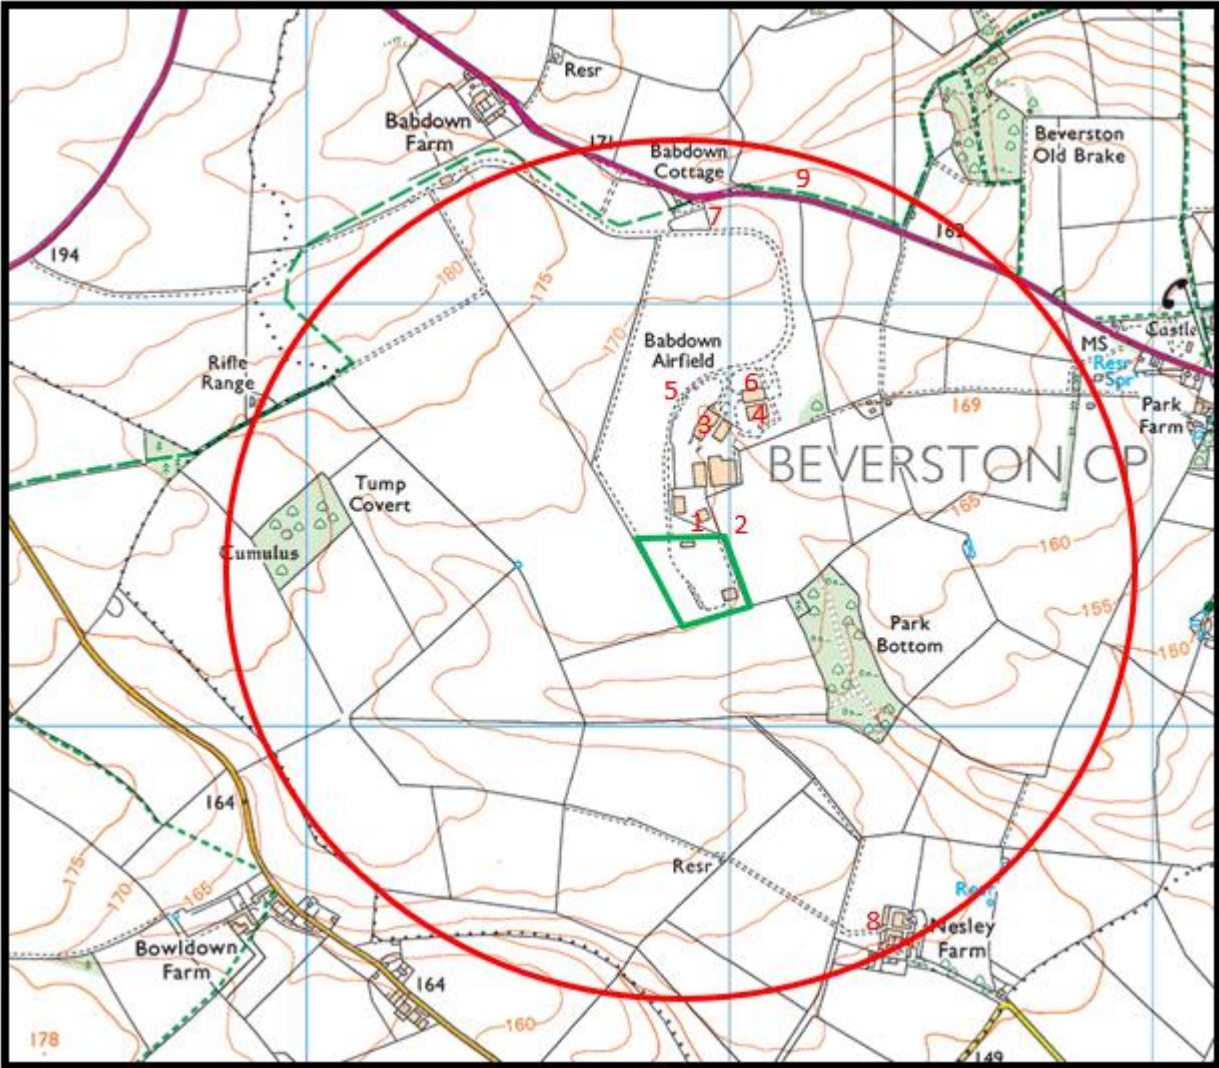 Resr
Babdown
Farm
171
Babdown
Cottage
Beverston
Old Brake
9
7
162
194
180
175
170
Babdown
Airfield
Castle
MS
Resr
Spr
Rifle
Range
5
6
4
3
169
Park
Farm
BEVERSTON CP
Tump
Covert
165
Cumulus
1
2
160
155
150
Park
Bottom
164
175
170
165
Resr
Resr
8
Nesley
Farm
Bowldown
Farm
164
160
178
149